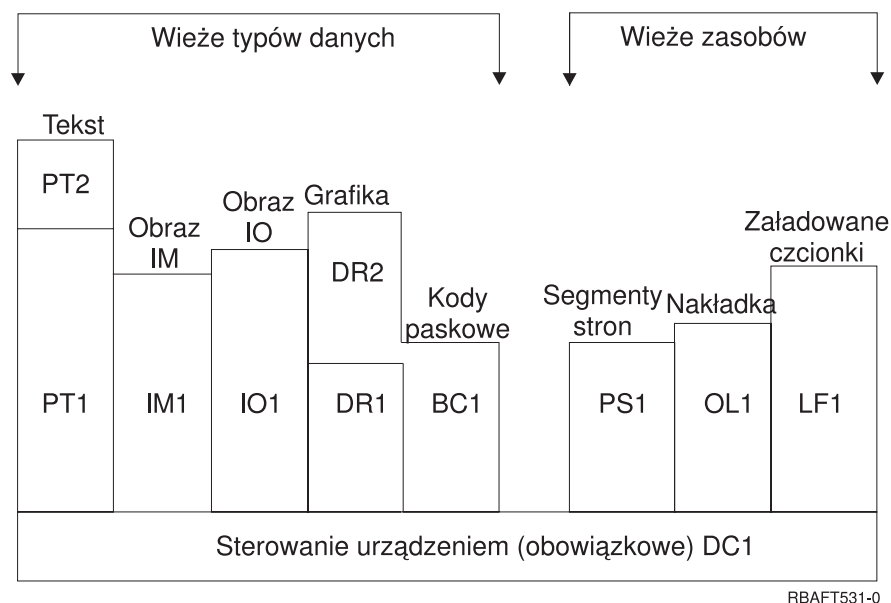 Wieże typów danych
Wieże zasobów
Tekst
PT2
PT1
Obraz
IM
IM1
Obraz
IO
IO1
Grafika
DR2
DR1
Kody
paskowe
BC1
Segmenty
stron
PS1
Nakładka
OL1
Załadowane
czcionki
LF1
Sterowanie urządzeniem (obowiązkowe) DC1
RBAFT531-0